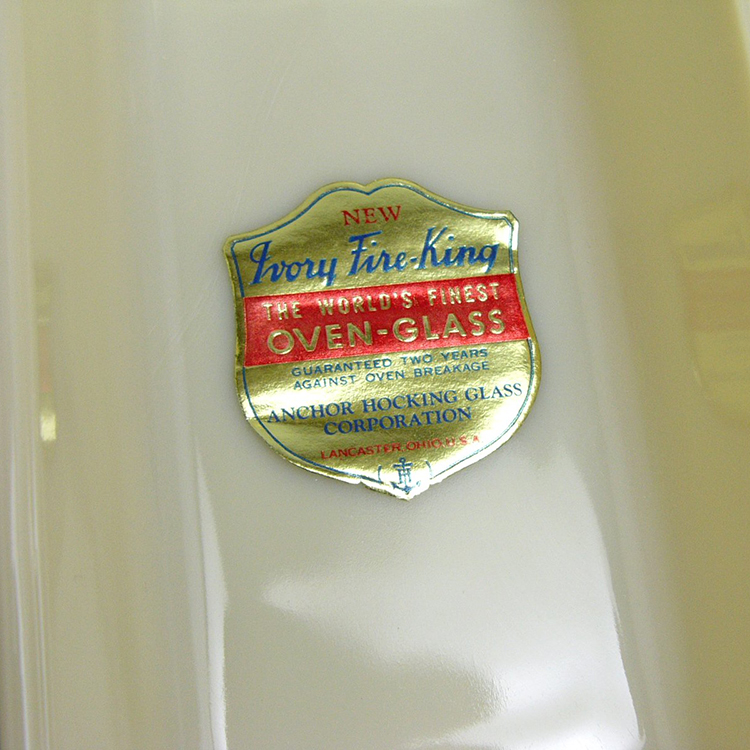 NEW
Ivory Fire-King
THE WORLD'S FINEST
OVEN-GLASS
GUARANTEED TWO YEARS
AGAINST OVEN BREAKAGE
ANCHOR HOCKING GLASS
CORPORATION
LANCASTER, OHIO, U.S.A.